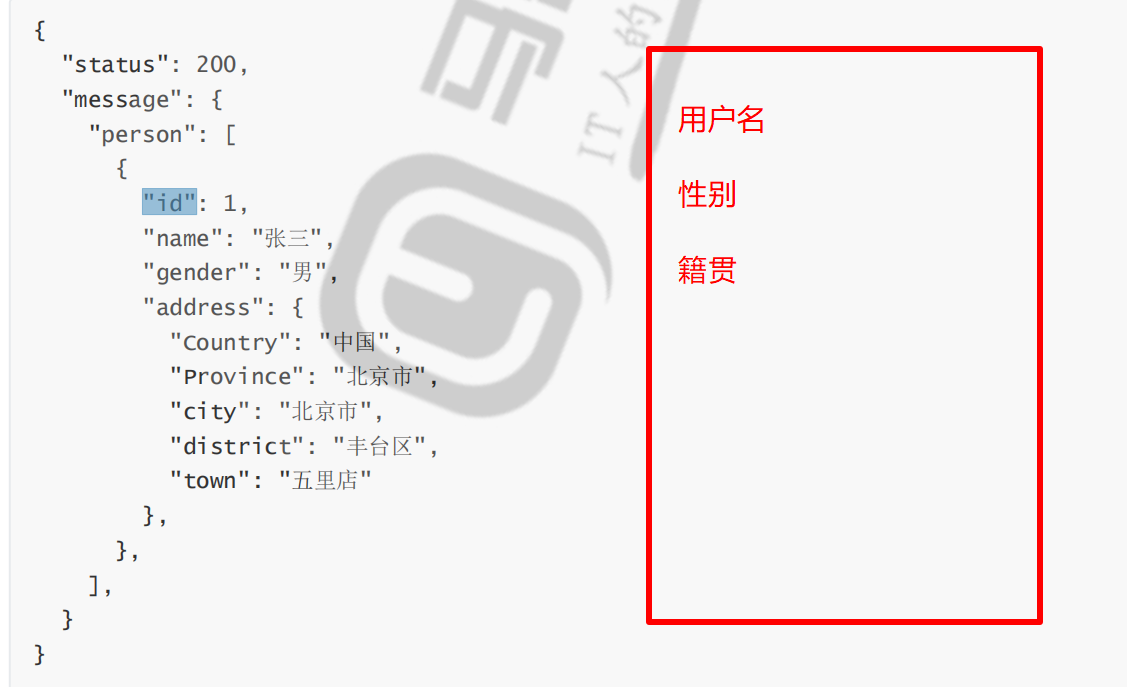 {
"status": 200,
"message": {
"person": [
{
"id": 1,
"name": "张三",
"gender": "男",
"address": {
"Country": "中国",
"Province": "北京市",
"city": "北京市",
"district": "丰台区",
"town": "五里店"
},
},
],
}
}
IT人的
用户名
性别
籍贯